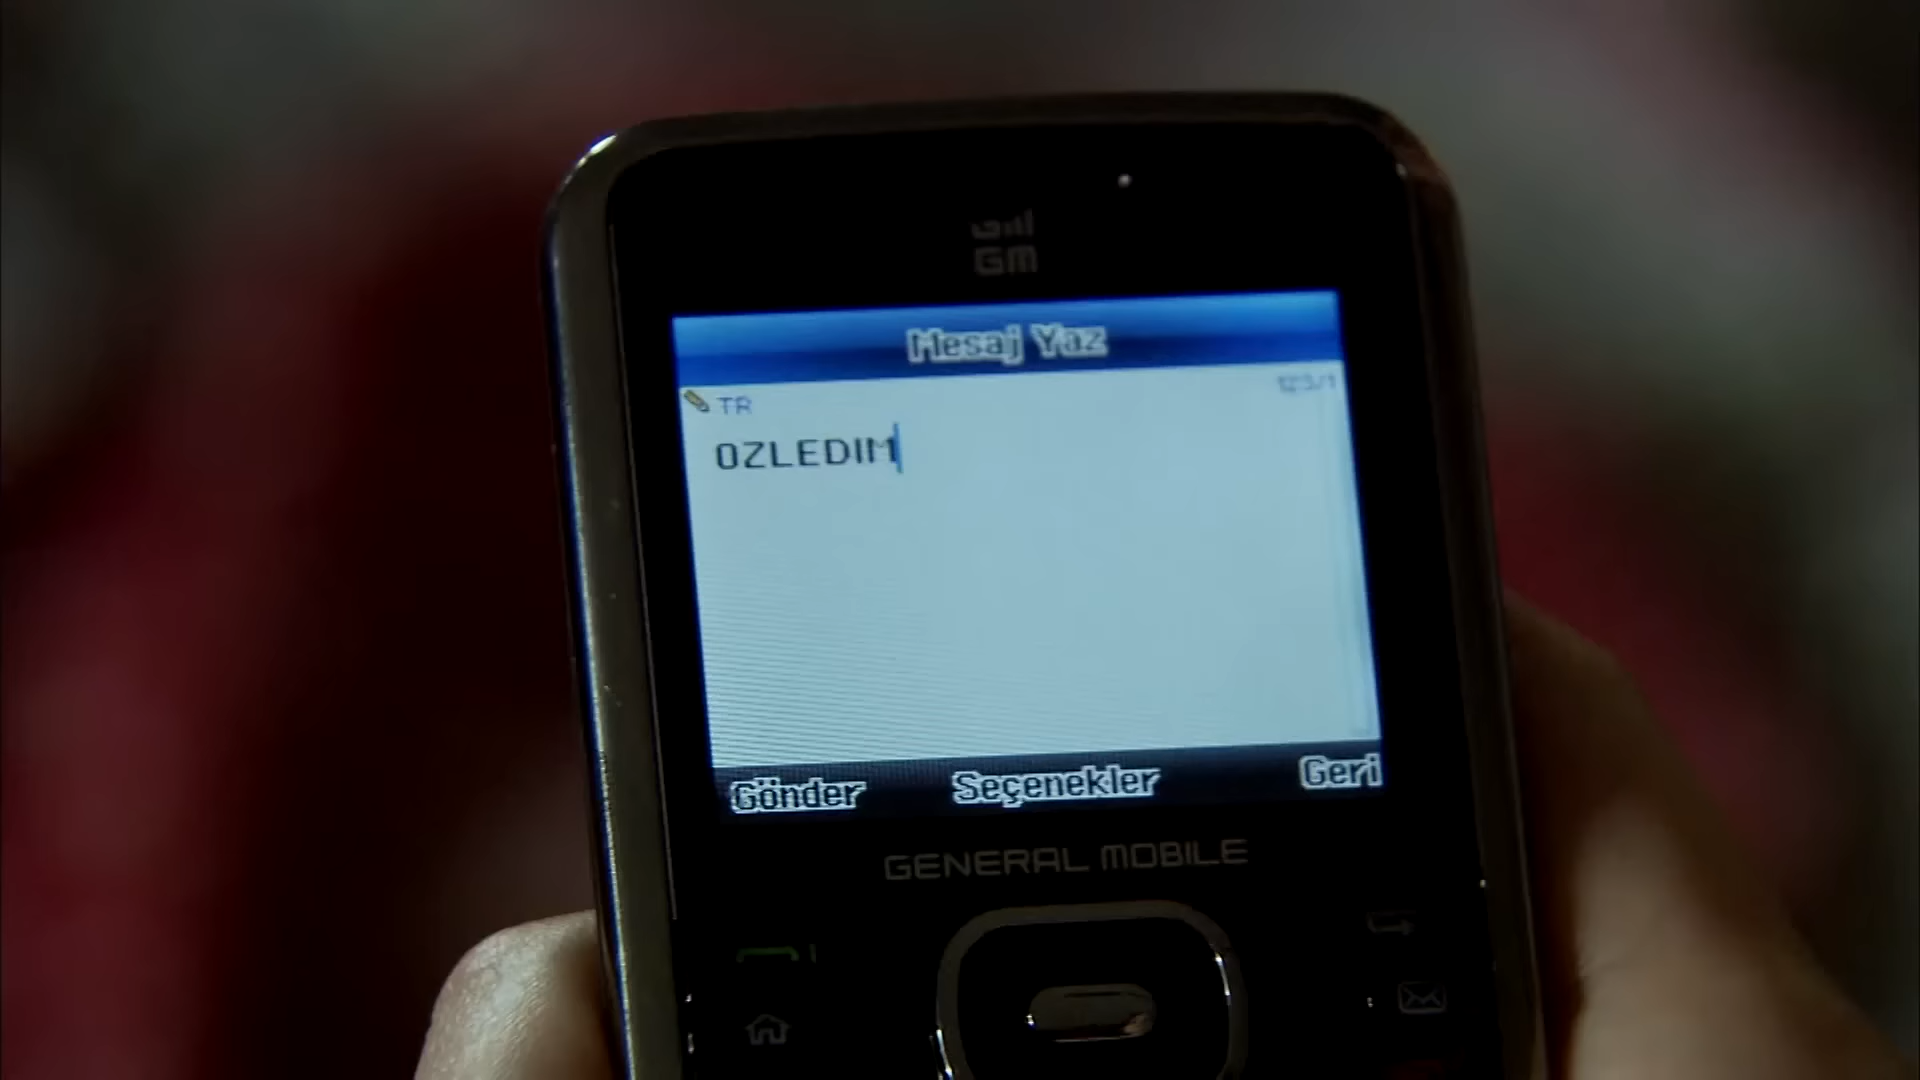 GM
Mesaj Yaz
TR
OZLEDIM
Gönder Seçenekler Geri
GENERAL MOBILE